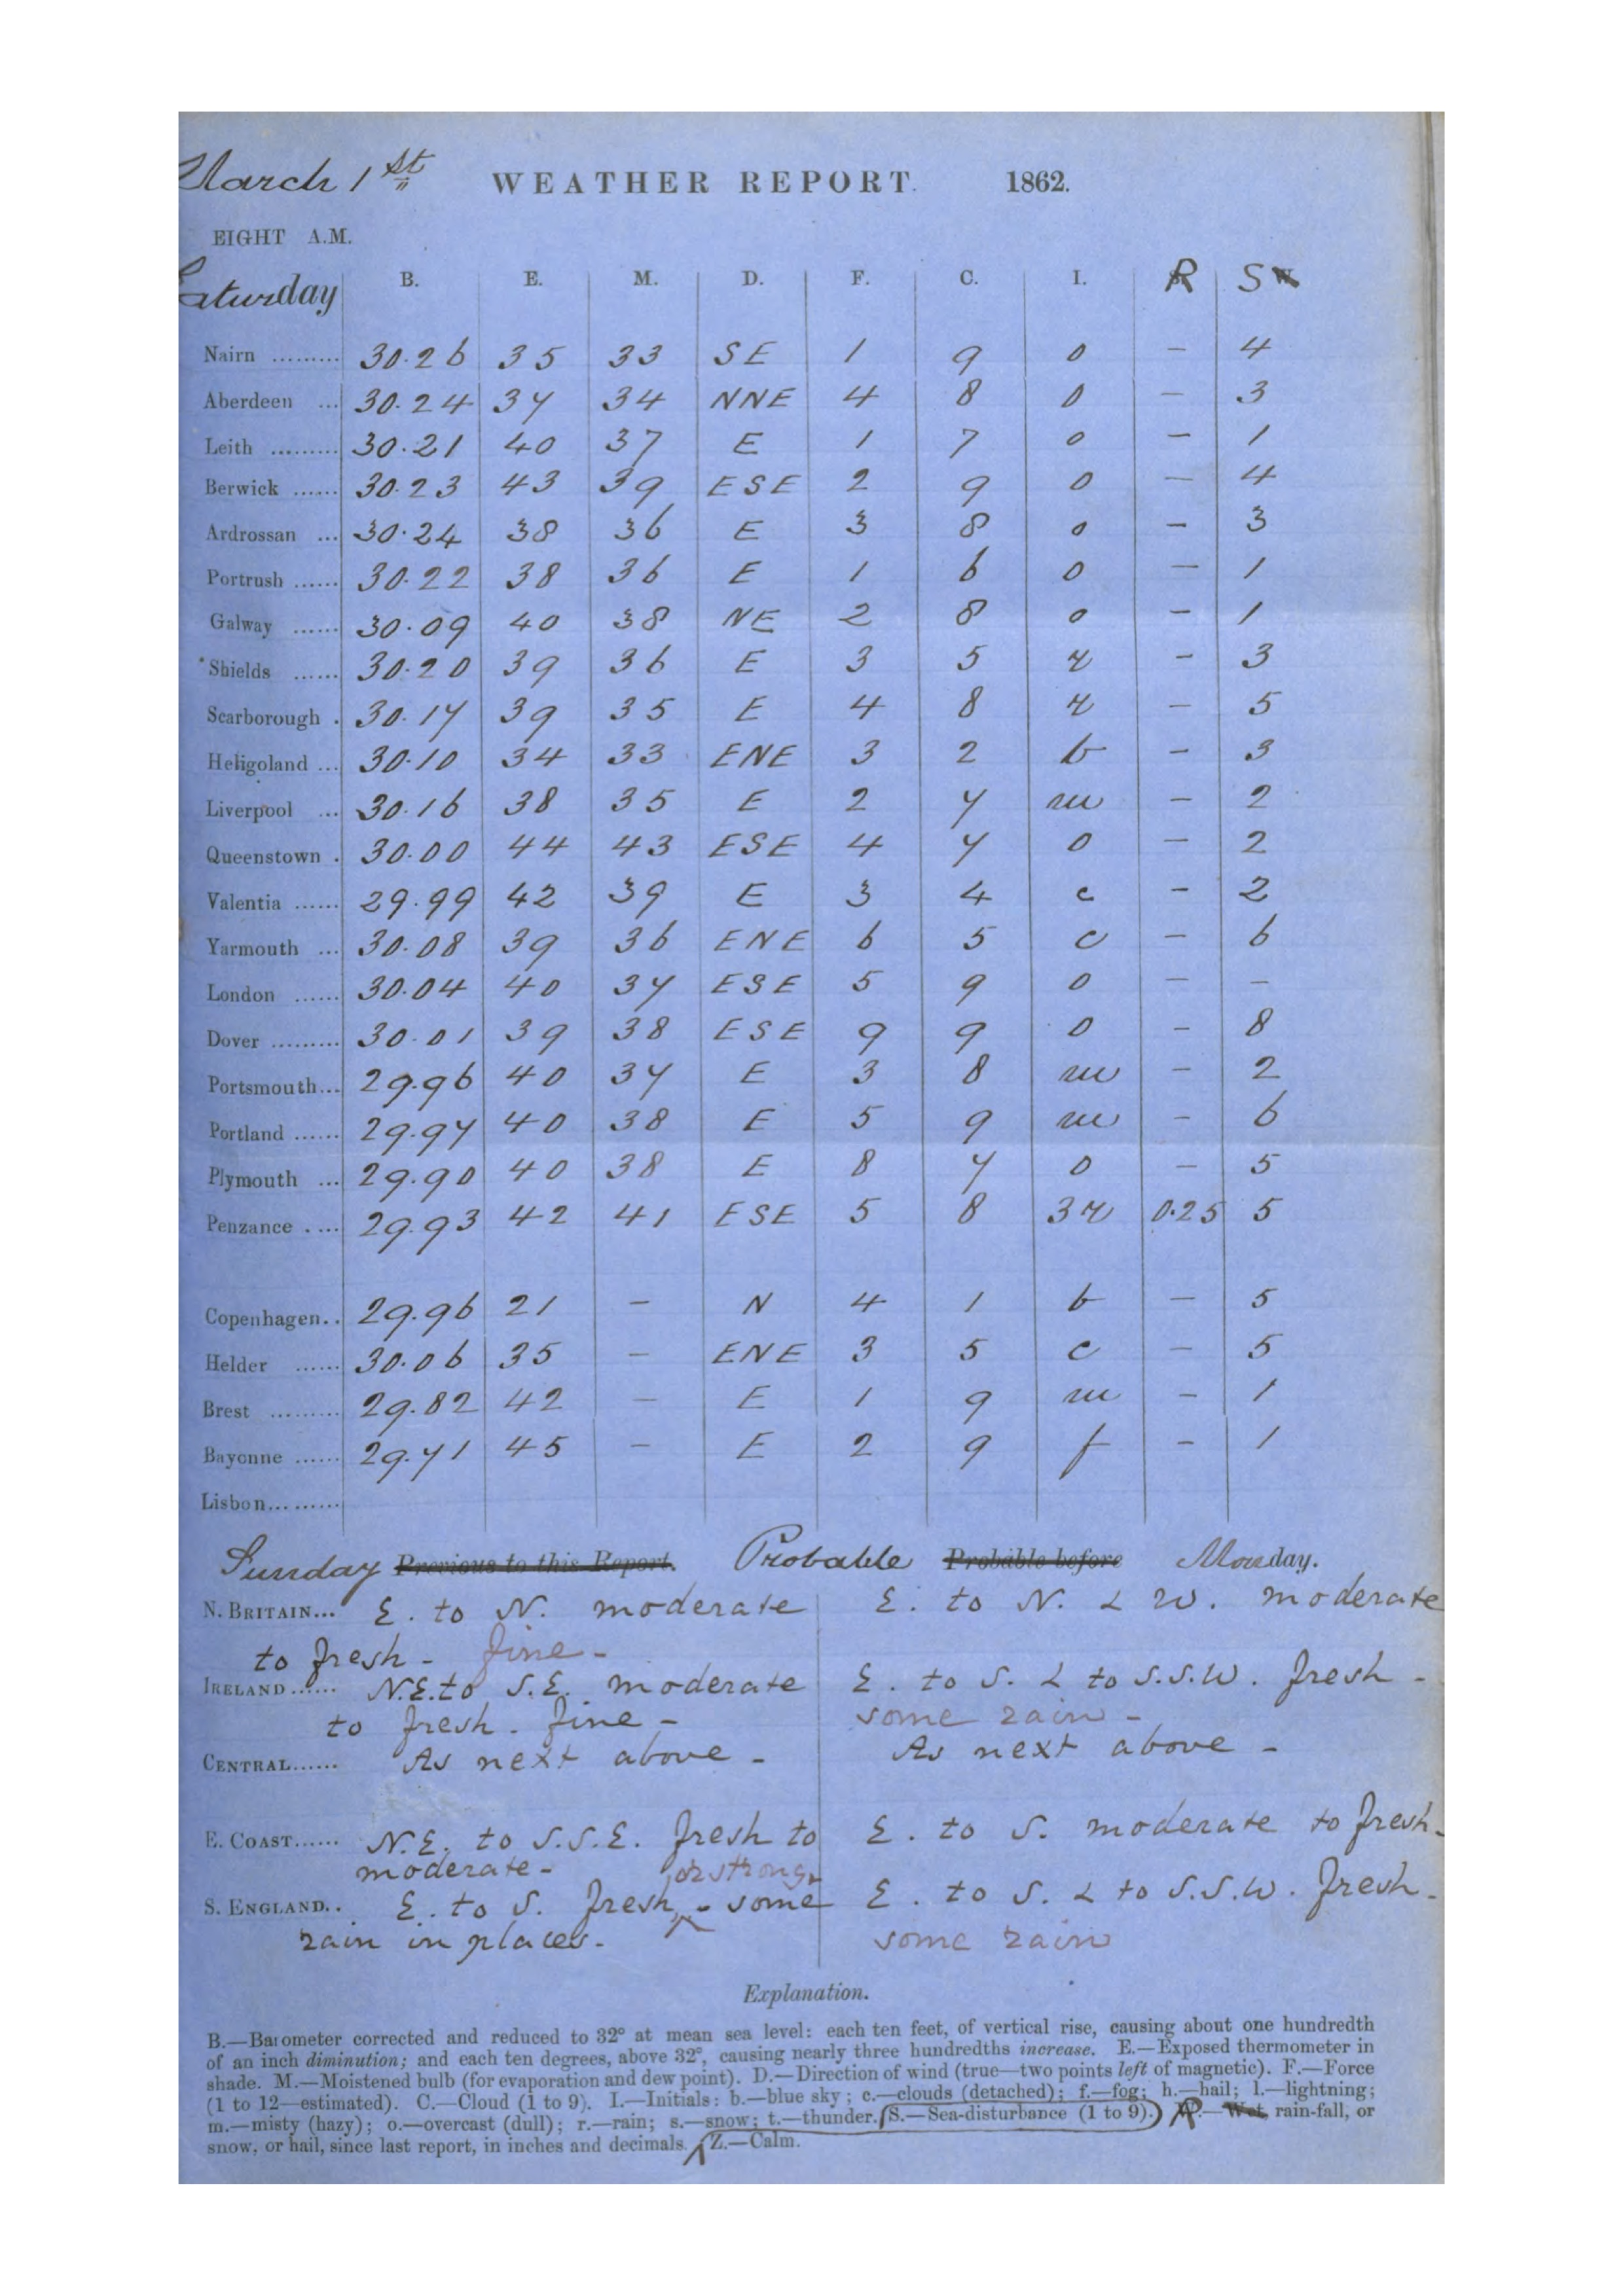 March 1st WEATHER REPORT. 1862.
EIGHT A.M.
Saturday B. E. M. D. F. C. I. R S
Nairn ......... 30.26 35 33 SE 1 9 o – 4
Aberdeen ... 30.24 37 34 NNE 4 8 o – 3
Leith ......... 30.21 40 37 E 1 7 o – 1
Berwick ...... 30.23 43 39 ESE 2 9 o – 4
Ardrossan ... 30.24 38 36 E 3 8 o – 3
Portrush ...... 30.22 38 36 E 1 6 o – 1
Galway ...... 30.09 40 38 NE 2 8 o – 1
Shields ...... 30.20 39 36 E 3 5 r – 3
Scarborough . 30.17 39 35 E 4 8 r – 5
Heligoland ... 30.10 34 33 ENE 3 2 b – 3
Liverpool ... 30.16 38 35 E 2 7 m – 2
Queenstown . 30.00 44 43 ESE 4 7 o – 2
Valentia ...... 29.99 42 39 E 3 4 c – 2
Yarmouth ... 30.08 39 36 ENE 6 5 c – 6
London ...... 30.04 40 37 ESE 5 9 o – –
Dover ......... 30.01 39 38 ESE 9 9 o – 8
Portsmouth... 29.96 40 37 E 3 8 m – 2
Portland ...... 29.97 40 38 E 5 9 m – 6
Plymouth ... 29.90 40 38 E 8 7 o – 5
Penzance .... 29.93 42 41 ESE 5 8 3r 0.25 5
Copenhagen.. 29.96 21 – N 4 1 b – 5
Helder ...... 30.06 35 – ENE 3 5 c – 5
Brest ......... 29.82 42 – E 1 9 m – 1
Bayonne ...... 29.71 45 – E 2 9 f – 1
Lisbon.........
Sunday Previous to this Report. Probable Probable before Monday.
N. BRITAIN... E. to N. moderate E. to N. & W. moderate
to fresh - fine -
IRELAND ...... N.E. to S.E. moderate E. to S. & to S.S.W. fresh -
to fresh - fine - some rain -
CENTRAL...... As next above - As next above -
E. COAST...... N.E. to S.S.E. fresh to E. to S. moderate to fresh -
moderate - or strong
S. ENGLAND.. E. to S. fresh, - some E. to S. & to S.S.W. fresh -
rain in places. - some rain
Explanation.
B.—Barometer corrected and reduced to 32° at mean sea level: each ten feet, of vertical rise, causing about one hundredth
of an inch diminution; and each ten degrees, above 32°, causing nearly three hundredths increase. E.—Exposed thermometer in
shade. M.—Moistened bulb (for evaporation and dew point). D.—Direction of wind (true—two points left of magnetic). F.—Force
(1 to 12—estimated). C.—Cloud (1 to 9). I.—Initials: b.—blue sky; c.—clouds (detached); f.—fog; h.—hail; l.—lightning;
m.—misty (hazy); o.—overcast (dull); r.—rain; s.—snow; t.—thunder. S.—Sea-disturbance (1 to 9). R.—Wet, rain-fall, or
snow, or hail, since last report, in inches and decimals. Z.—Calm.